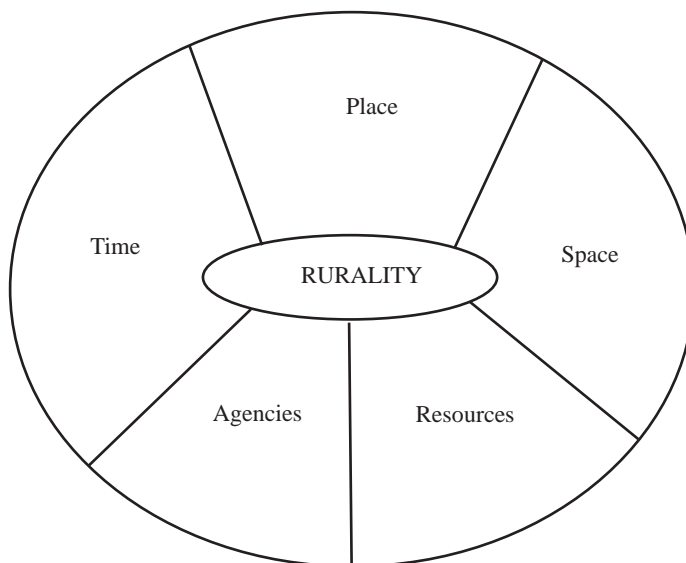 Place
Time
Space
RURALITY
Agencies
Resources